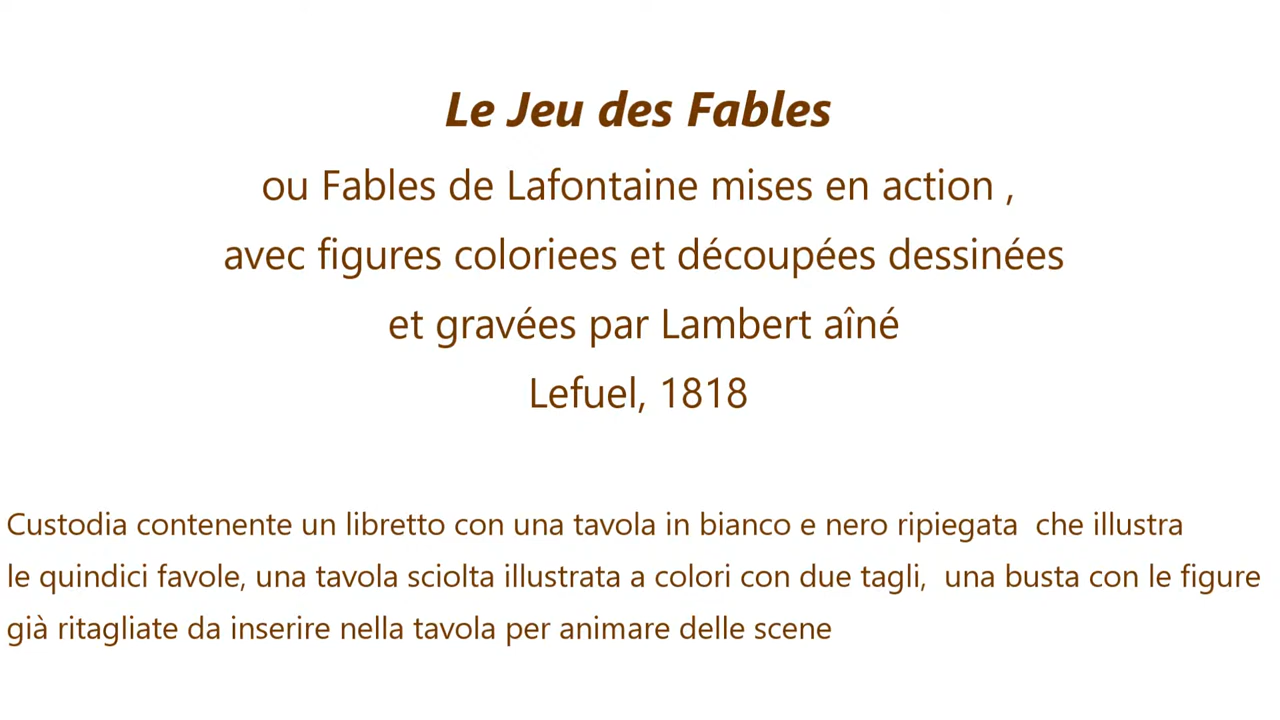 Le Jeu des Fables
ou Fables de Lafontaine mises en action ,
avec figures coloriees et découpées dessinées
et gravées par Lambert aîné
Lefuel, 1818
Custodia contenente un libretto con una tavola in bianco e nero ripiegata che illustra
le quindici favole, una tavola sciolta illustrata a colori con due tagli, una busta con le figure
già ritagliate da inserire nella tavola per animare delle scene